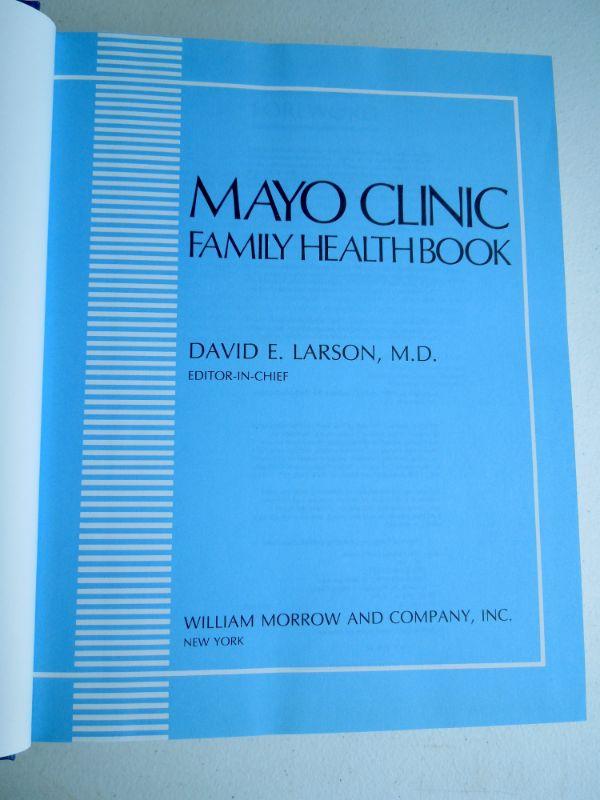 MAYO CLINIC
FAMILY HEALTH BOOK
DAVID E. LARSON, M.D.
EDITOR-IN-CHIEF
WILLIAM MORROW AND COMPANY, INC.
NEW YORK